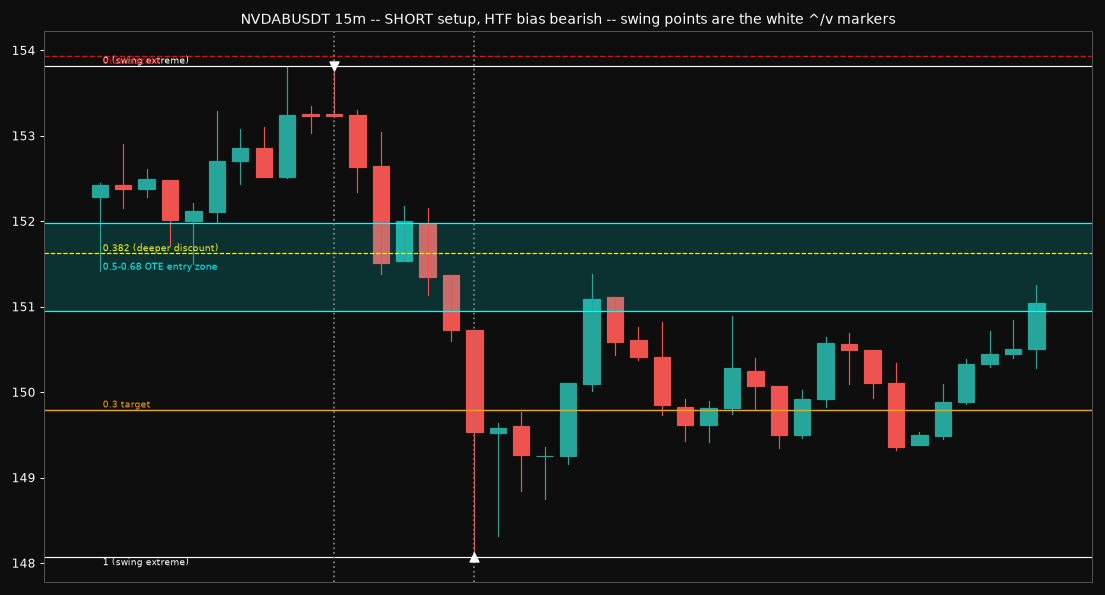 NVDABUSDT 15m -- SHORT setup, HTF bias bearish -- swing points are the white ^/v markers
154
0 (swing extreme)
153
152
0.382 (deeper discount)
0.5-0.68 OTE entry zone
151
150
0.3 target
149
148
1 (swing extreme)